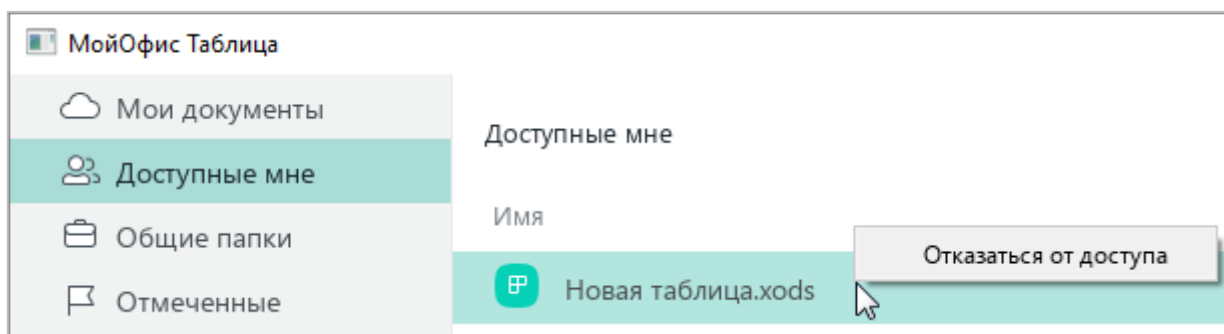 МойОфис Таблица
Мои документы
Доступные мне
Общие папки
Отмеченные
Доступные мне
Имя
Новая таблица.xods
Отказаться от доступа